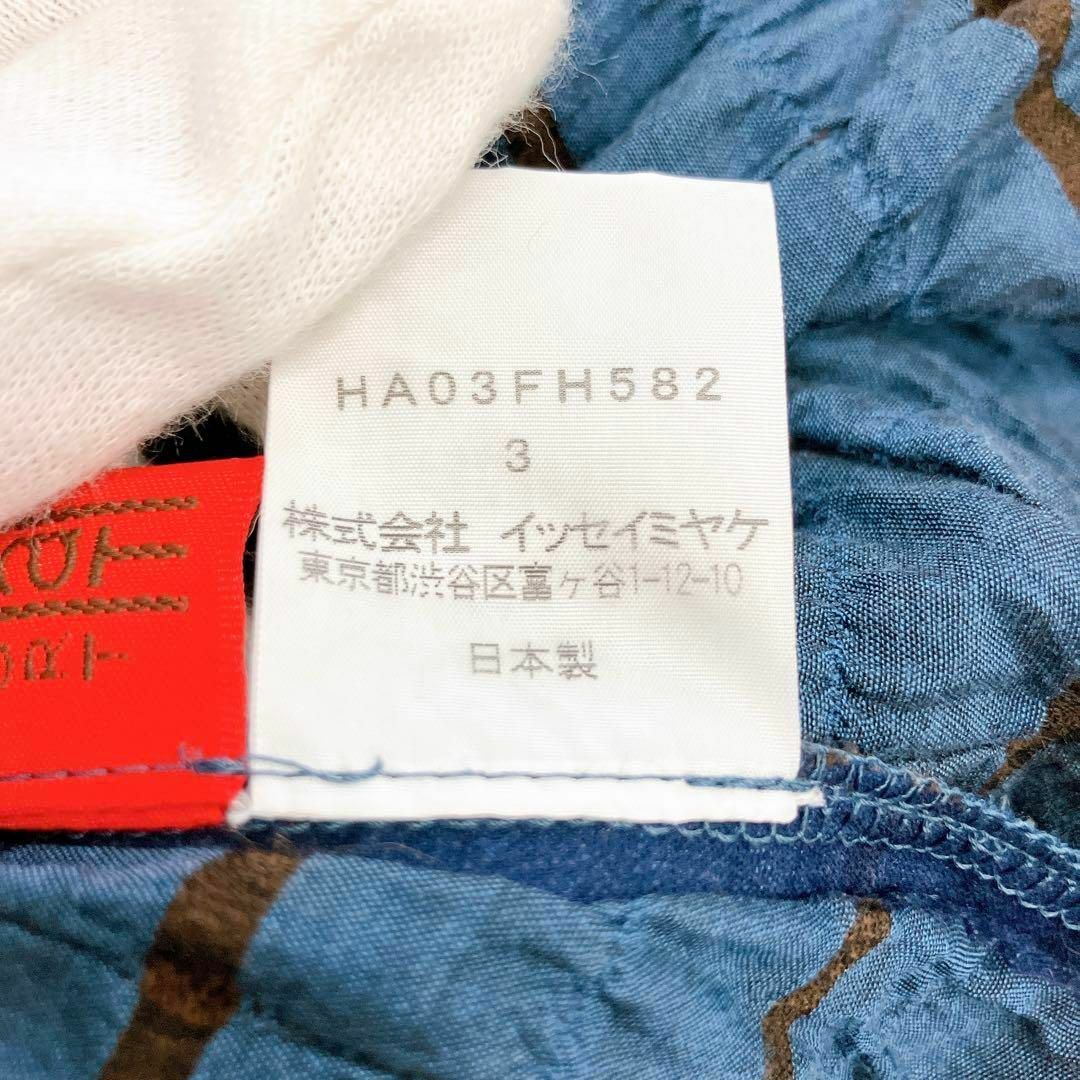 HA03FH582
3
株式会社 イッセイミヤケ
東京都渋谷区富ヶ谷1-12-10
日本製
ORT